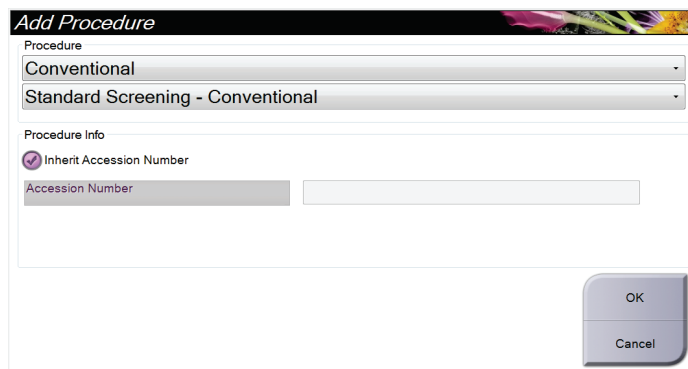 Add Procedure
Procedure
Conventional
Standard Screening - Conventional
Procedure Info
Inherit Accession Number
Accession Number
OK
Cancel